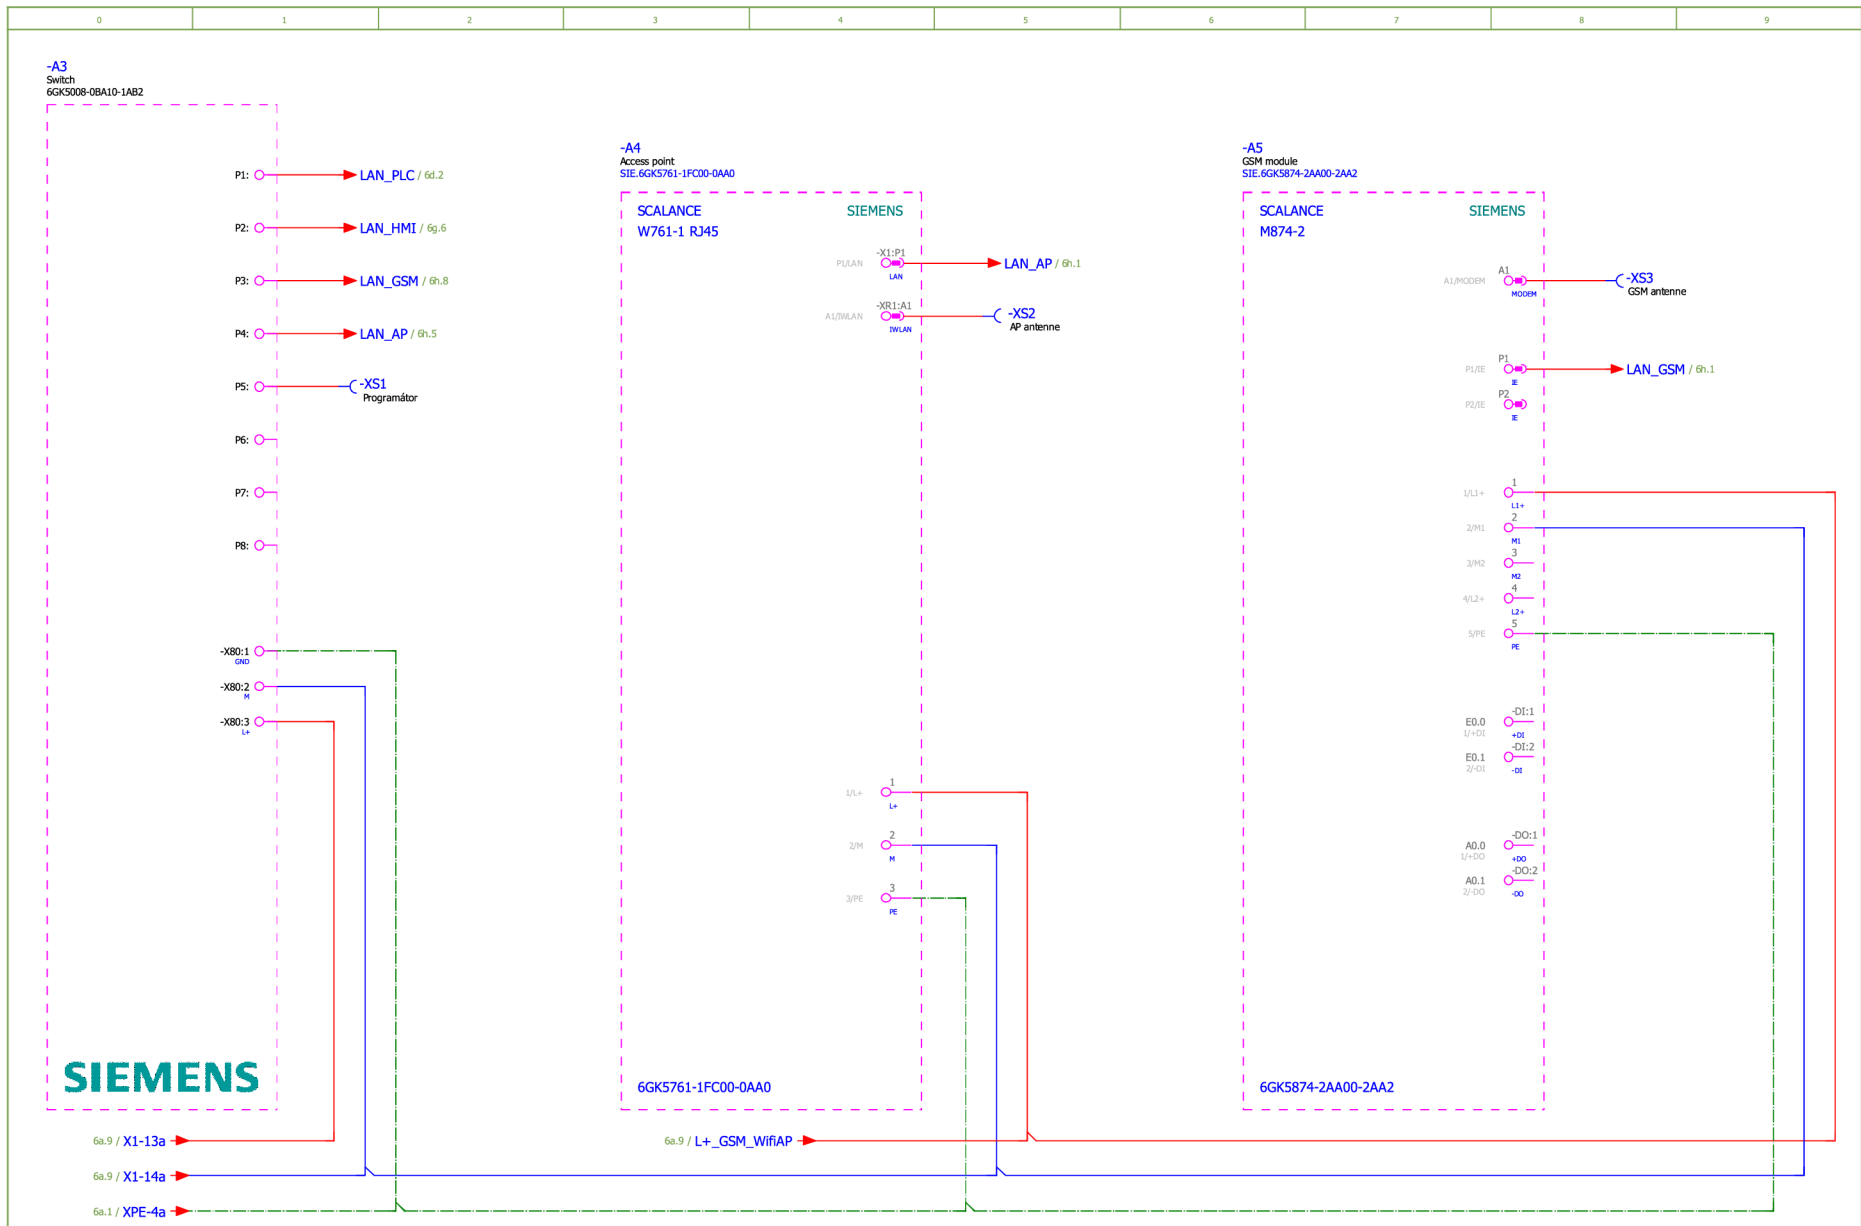 0 1 2 3 4 5 6 7 8 9
-A3
Switch
6GK5008-0BA10-1AB2
P1: LAN_PLC / 6d.2
P2: LAN_HMI / 6g.6
P3: LAN_GSM / 6h.8
P4: LAN_AP / 6h.5
P5: -XS1
Programátor
P6:
P7:
P8:
-X80:1
GND
-X80:2
M
-X80:3
L+
SIEMENS
-A4
Access point
SIE.6GK5761-1FC00-0AA0
SCALANCE SIEMENS
W761-1 RJ45
-X1:P1
P1/LAN LAN_AP / 6h.1
LAN
-XR1:A1
A1/IWLAN -XS2
IWLAN AP antenne
1
1/L+
L+
2
2/M
M
3
3/PE
PE
6GK5761-1FC00-0AA0
-A5
GSM module
SIE.6GK5874-2AA00-2AA2
SCALANCE SIEMENS
M874-2
A1
A1/MODEM -XS3
MODEM GSM antenne
P1
P1/IE LAN_GSM / 6h.1
IE
P2
P2/IE
IE
1
1/L1+
L1+
2
2/M1
M1
3
3/M2
M2
4
4/L2+
L2+
5
5/PE
PE
-DI:1
E0.0
1/+DI +DI
-DI:2
E0.1
2/-DI -DI
-DO:1
A0.0
1/+DO +DO
-DO:2
A0.1
2/-DO -DO
6GK5874-2AA00-2AA2
6a.9 / X1-13a
6a.9 / L+_GSM_WifiAP
6a.9 / X1-14a
6a.1 / XPE-4a